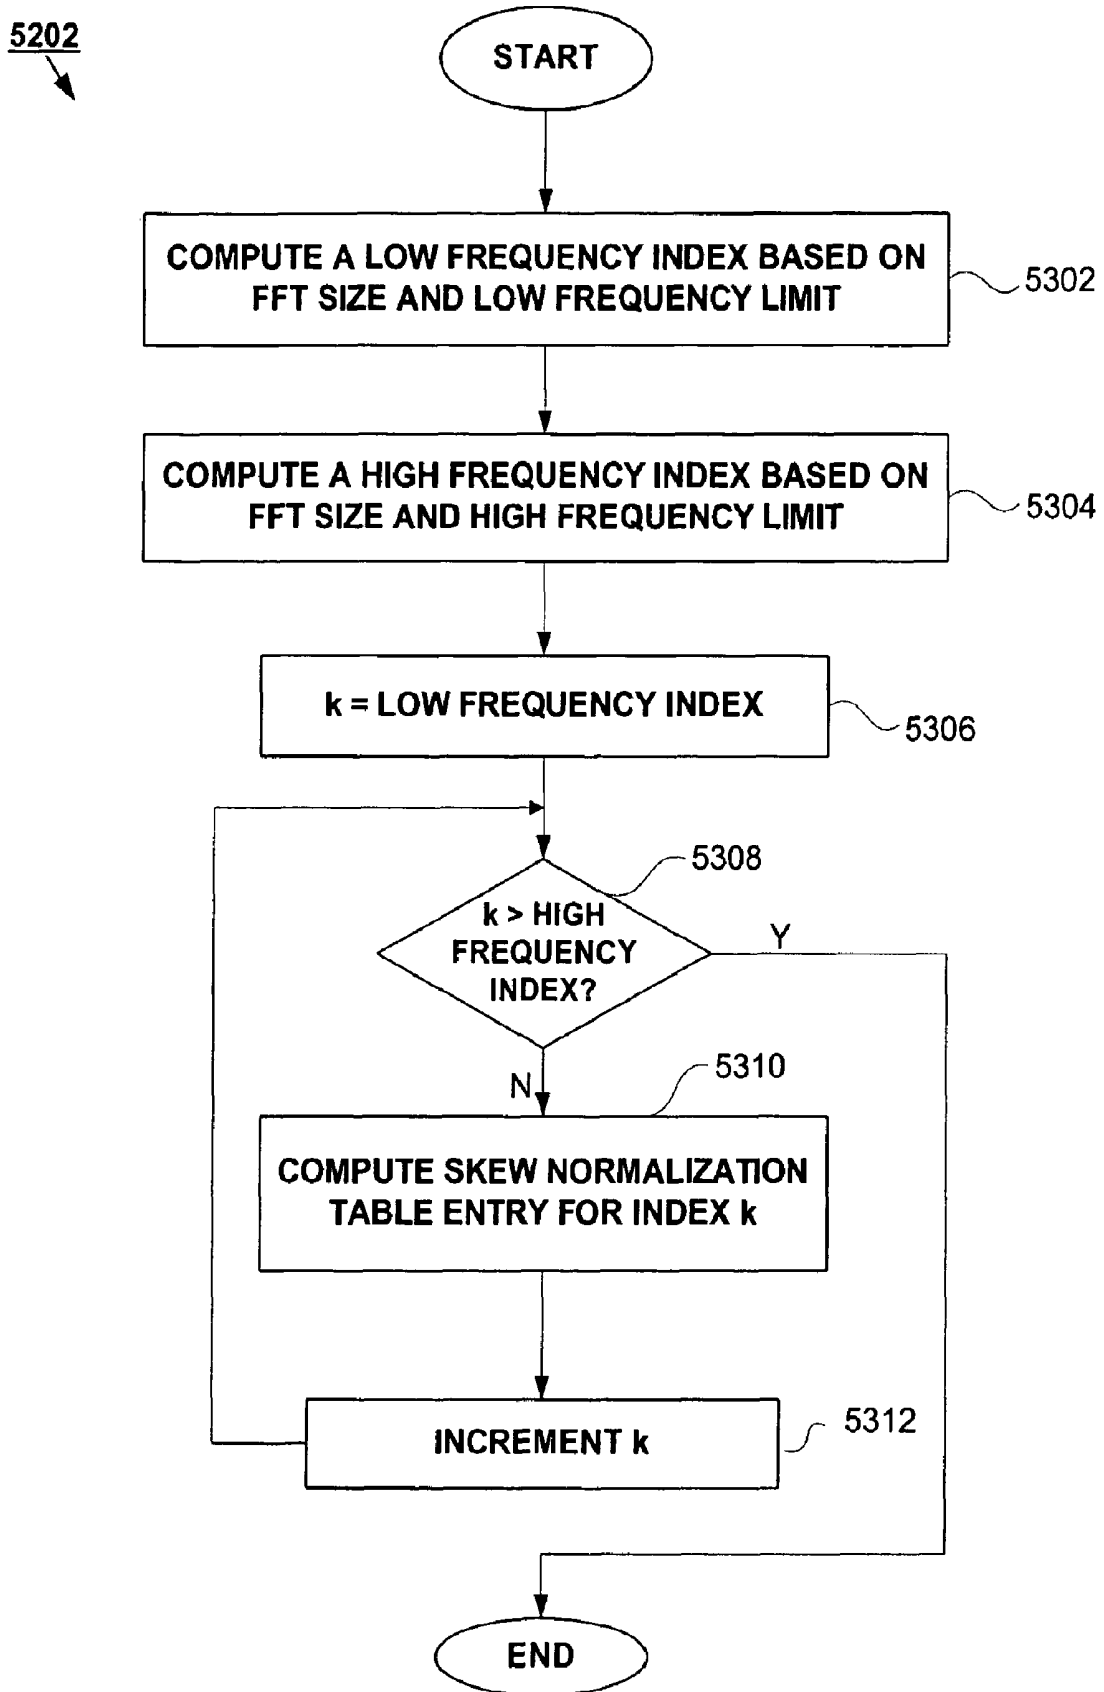 5202
START
COMPUTE A LOW FREQUENCY INDEX BASED ON
FFT SIZE AND LOW FREQUENCY LIMIT
5302
COMPUTE A HIGH FREQUENCY INDEX BASED ON
FFT SIZE AND HIGH FREQUENCY LIMIT
5304
k = LOW FREQUENCY INDEX
5306
5308
k > HIGH
FREQUENCY
INDEX?
Y
N
5310
COMPUTE SKEW NORMALIZATION
TABLE ENTRY FOR INDEX k
5312
INCREMENT k
END